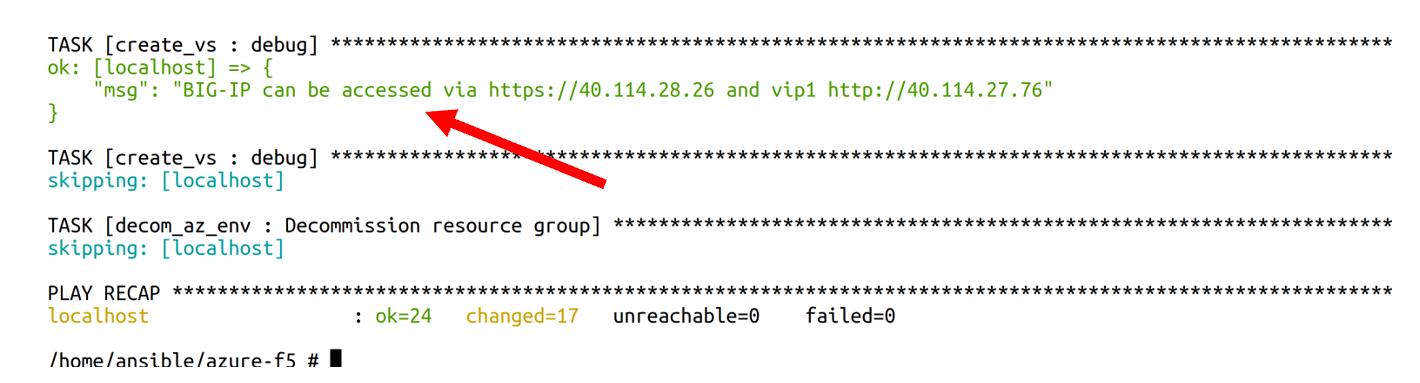 TASK [create_vs : debug] **********************************************************************************************
ok: [localhost] => {
    "msg": "BIG-IP can be accessed via https://40.114.28.26 and vip1 http://40.114.27.76"
}
TASK [create_vs : debug] **********************************************************************************************
skipping: [localhost]
TASK [decom_az_env : Decommission resource group] *********************************************************************
skipping: [localhost]
PLAY RECAP ************************************************************************************************************
localhost                  : ok=24   changed=17   unreachable=0    failed=0
/home/ansible/azure-f5 #